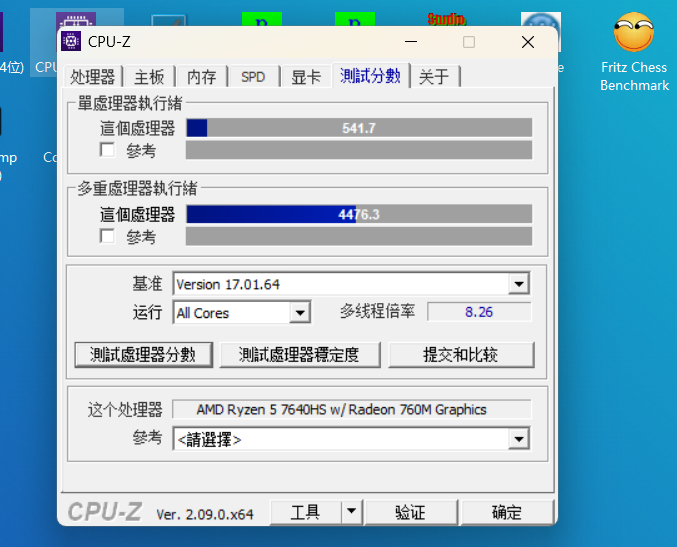 4位)
CPU
Studio
e
Fritz Chess
Benchmark
mp
)
Co
CPU-Z
处理器
主板
内存
SPD
显卡
測試分數
关于
單處理器執行緒
這個處理器
541.7
參考
多重處理器執行緒
這個處理器
4476.3
參考
基准
Version 17.01.64
运行
All Cores
多线程倍率
8.26
測試處理器分數
測試處理器穩定度
提交和比较
这个处理器
AMD Ryzen 5 7640HS w/ Radeon 760M Graphics
參考
<請選擇>
CPU-Z
Ver. 2.09.0.x64
工具
验证
确定